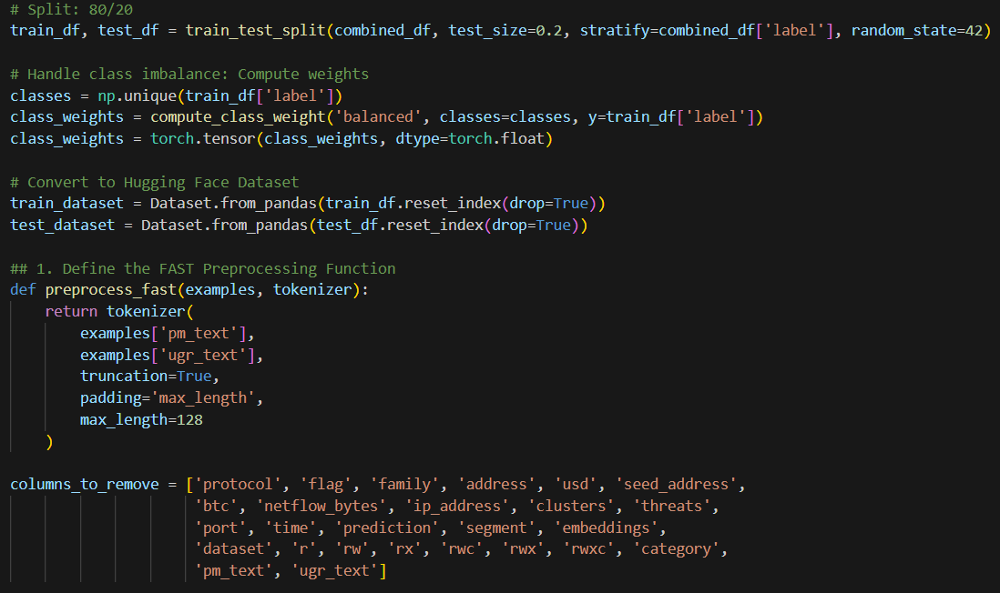 # Split: 80/20
train_df, test_df = train_test_split(combined_df, test_size=0.2, stratify=combined_df['label'], random_state=42)

# Handle class imbalance: Compute weights
classes = np.unique(train_df['label'])
class_weights = compute_class_weight('balanced', classes=classes, y=train_df['label'])
class_weights = torch.tensor(class_weights, dtype=torch.float)

# Convert to Hugging Face Dataset
train_dataset = Dataset.from_pandas(train_df.reset_index(drop=True))
test_dataset = Dataset.from_pandas(test_df.reset_index(drop=True))

## 1. Define the FAST Preprocessing Function
def preprocess_fast(examples, tokenizer):
    return tokenizer(
        examples['pm_text'],
        examples['ugr_text'],
        truncation=True,
        padding='max_length',
        max_length=128
    )

columns_to_remove = ['protocol', 'flag', 'family', 'address', 'usd', 'seed_address',
                     'btc', 'netflow_bytes', 'ip_address', 'clusters', 'threats',
                     'port', 'time', 'prediction', 'segment', 'embeddings',
                     'dataset', 'r', 'rw', 'rx', 'rwc', 'rwx', 'rwxc', 'category',
                     'pm_text', 'ugr_text']